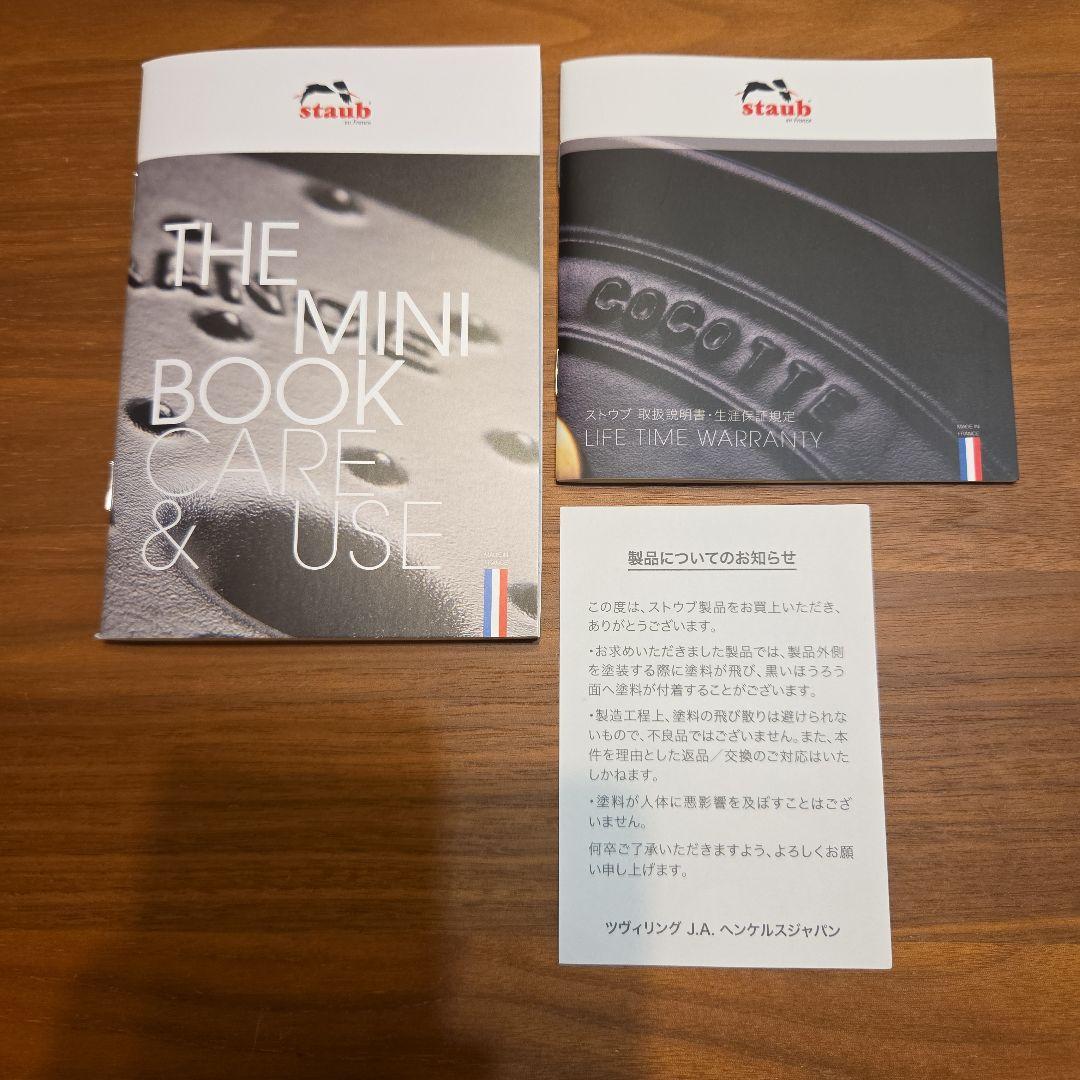 staub
en France
THE
MINI
BOOK
CARE
& USE
MADE IN
FRANCE
staub
en France
COCOTTE
ストウブ 取扱説明書・生涯保証規定
LIFE TIME WARRANTY
MADE IN
FRANCE
製品についてのお知らせ
この度は、ストウブ製品をお買上いただき、
ありがとうございます。
・お求めいただきました製品では、製品外側
を塗装する際に塗料が飛び、黒いほうろう
面へ塗料が付着することがございます。
・製造工程上、塗料の飛び散りは避けられな
いもので、不良品ではございません。また、本
件を理由とした返品／交換のご対応はいた
しかねます。
・塗料が人体に悪影響を及ぼすことはござ
いません。
何卒ご了承いただきますよう、よろしくお願
い申し上げます。
ツヴィリング J.A. ヘンケルスジャパン